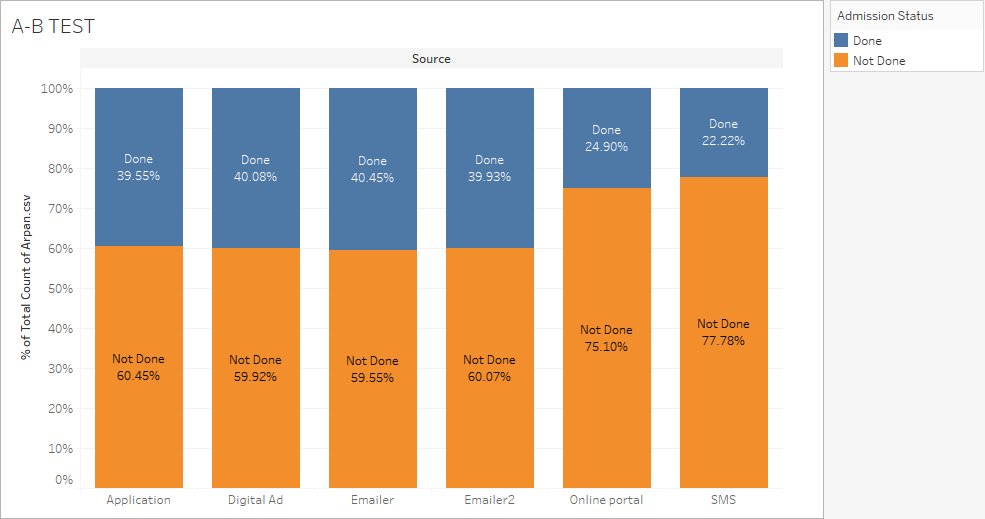 A-B TEST
Source
% of Total Count of Arpan.csv
100%
90%
80%
70%
60%
50%
40%
30%
20%
10%
0%
Done
39.55%
Not Done
60.45%
Done
40.08%
Not Done
59.92%
Done
40.45%
Not Done
59.55%
Done
39.93%
Not Done
60.07%
Done
24.90%
Not Done
75.10%
Done
22.22%
Not Done
77.78%
Application
Digital Ad
Emailer
Emailer2
Online portal
SMS
Admission Status
Done
Not Done